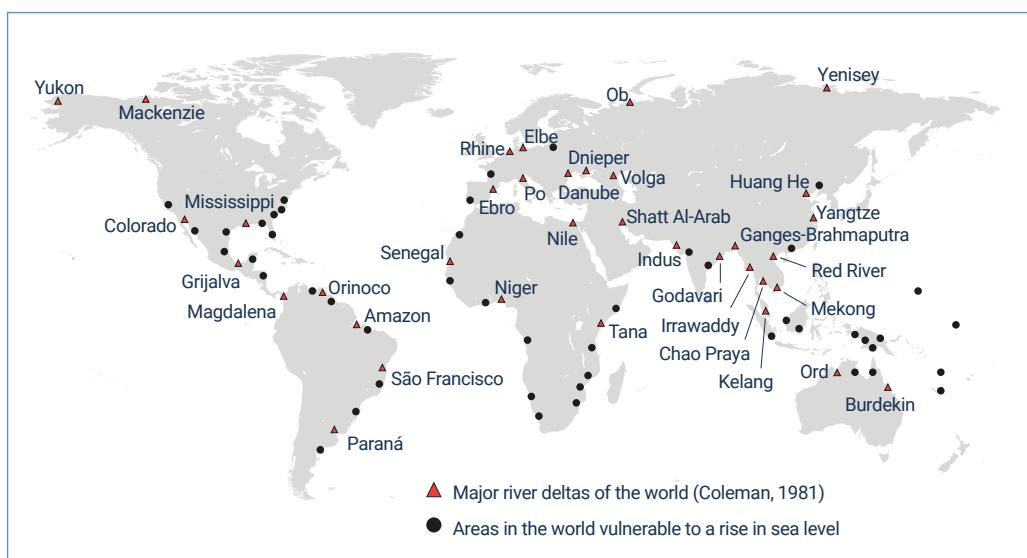 Yukon
Mackenzie
Ob
Yenisey
Elbe
Rhine
Dnieper
Volga
Danube
Po
Ebro
Huang He
Mississippi
Colorado
Shatt Al-Arab
Yangtze
Nile
Ganges-Brahmaputra
Senegal
Indus
Red River
Grijalva
Godavari
Orinoco
Niger
Magdalena
Mekong
Amazon
Irrawaddy
Tana
Chao Praya
São Francisco
Kelang
Ord
Burdekin
Paraná
Major river deltas of the world (Coleman, 1981)
Areas in the world vulnerable to a rise in sea level